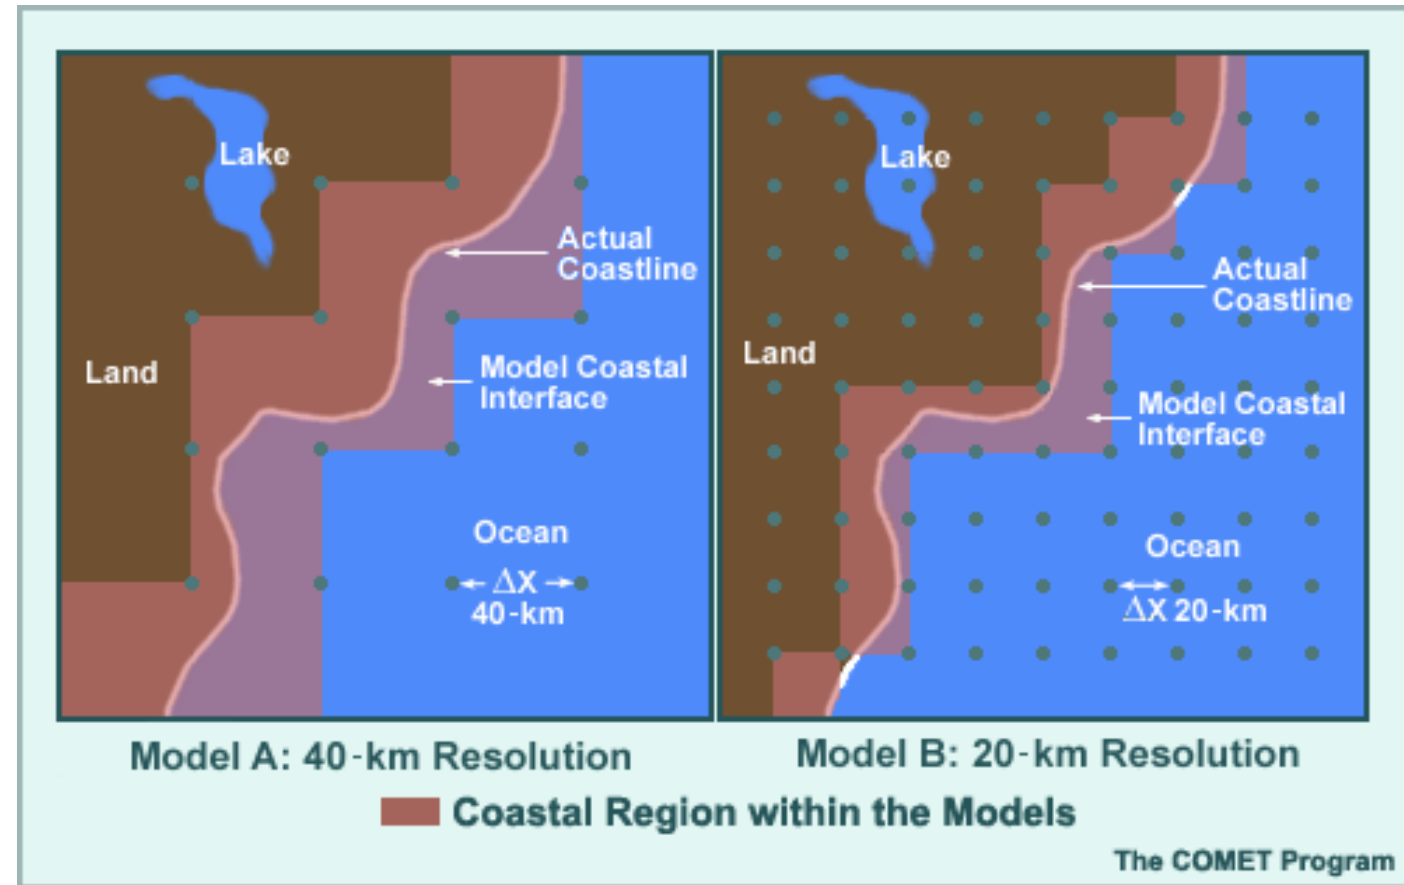 Lake
Actual
Coastline
Land
Model Coastal
Interface
Ocean
ΔX
40-km
Lake
Actual
Coastline
Land
Model Coastal
Interface
Ocean
ΔX 20-km
Model A: 40-km Resolution
Model B: 20-km Resolution
Coastal Region within the Models
The COMET Program